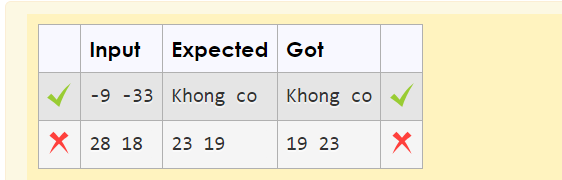 Input Expected Got
-9 -33 Khong co Khong co
28 18 23 19 19 23